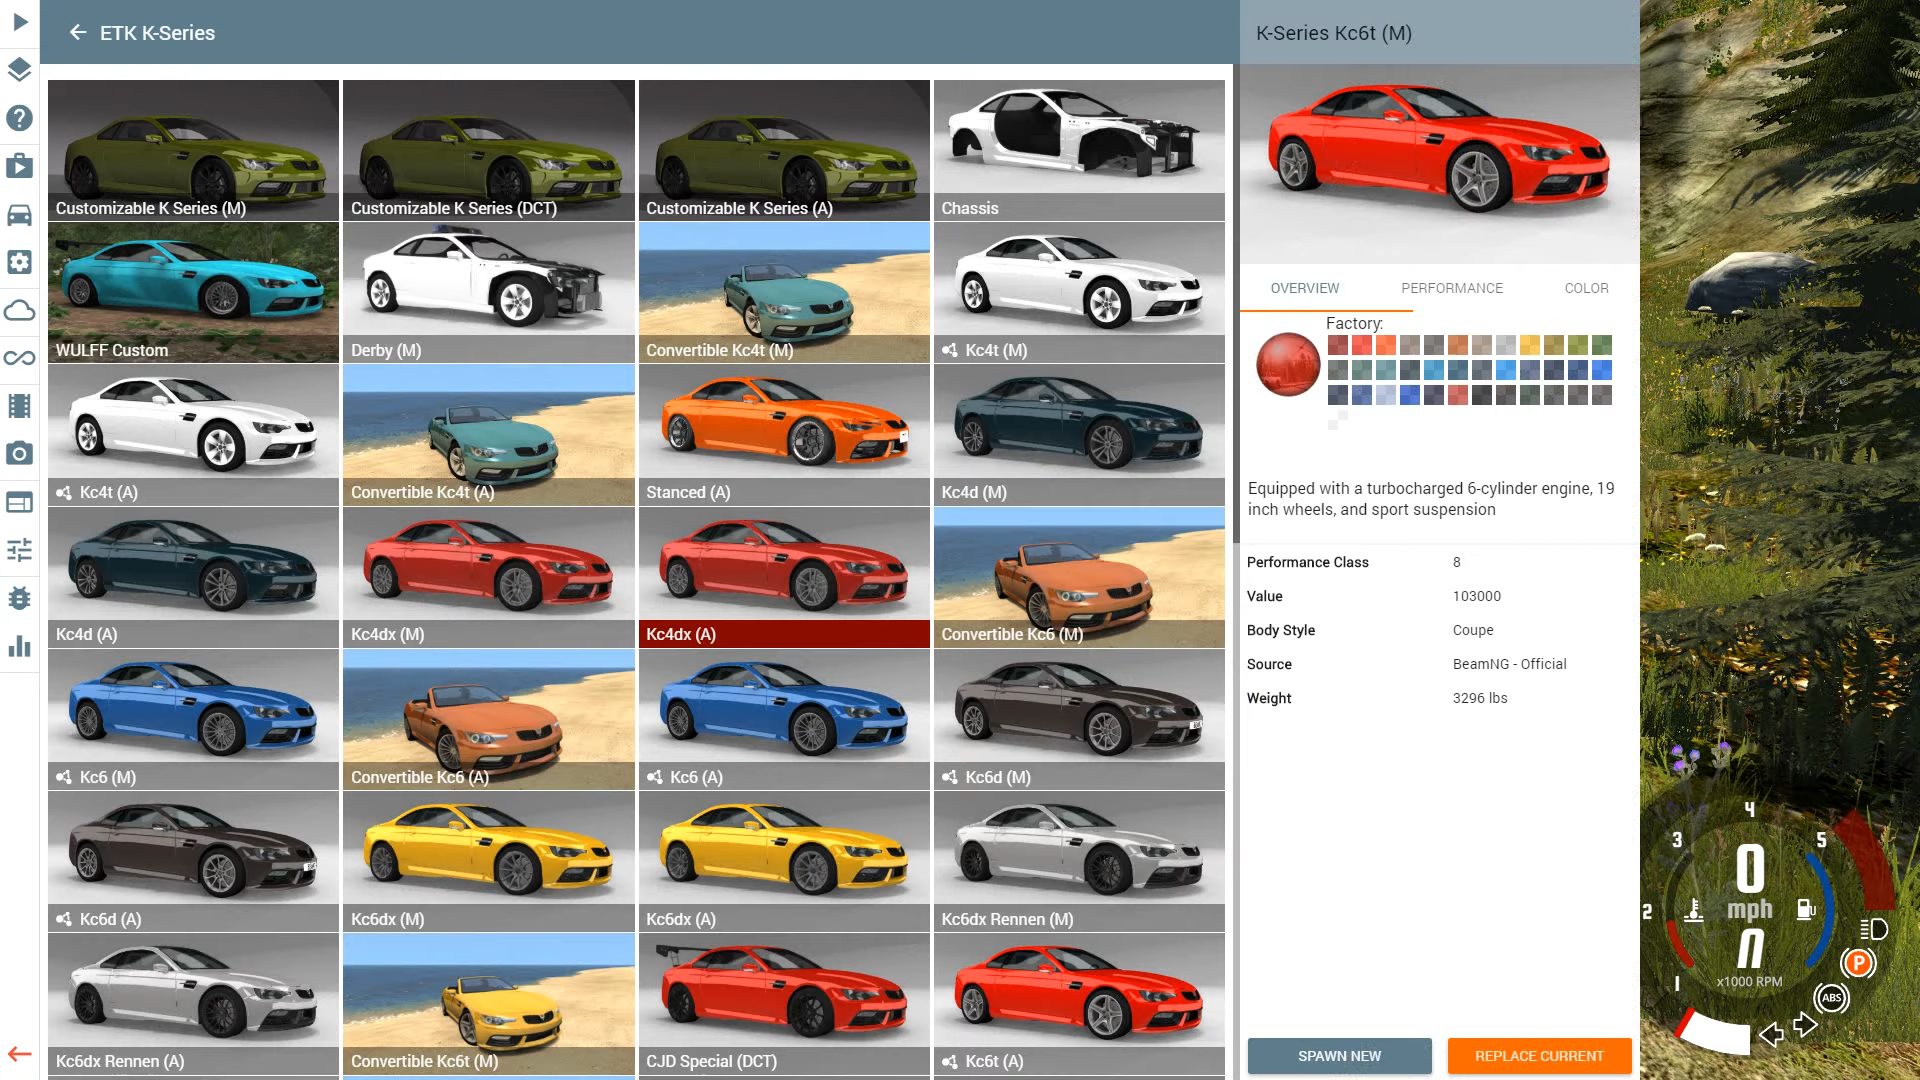 ETK K-Series
K-Series Kc6t (M)
Customizable K Series (M)
Customizable K Series (DCT)
Customizable K Series (A)
Chassis
WULFF Custom
Derby (M)
Convertible Kc4t (M)
Kc4t (M)
Kc4t (A)
Convertible Kc4t (A)
Stanced (A)
Kc4d (M)
Kc4d (A)
Kc4dx (M)
Kc4dx (A)
Convertible Kc6 (M)
Kc6 (M)
Convertible Kc6 (A)
Kc6 (A)
Kc6d (M)
Kc6d (A)
Kc6dx (M)
Kc6dx (A)
Kc6dx Rennen (M)
Kc6dx Rennen (A)
Convertible Kc6t (M)
CJD Special (DCT)
Kc6t (A)
OVERVIEW PERFORMANCE COLOR
Factory:
Equipped with a turbocharged 6-cylinder engine, 19
inch wheels, and sport suspension
Performance Class 8
Value 103000
Body Style Coupe
Source BeamNG - Official
Weight 3296 lbs
SPAWN NEW REPLACE CURRENT
1
2
3
4
5
0
mph
n
x1000 RPM
P
ABS